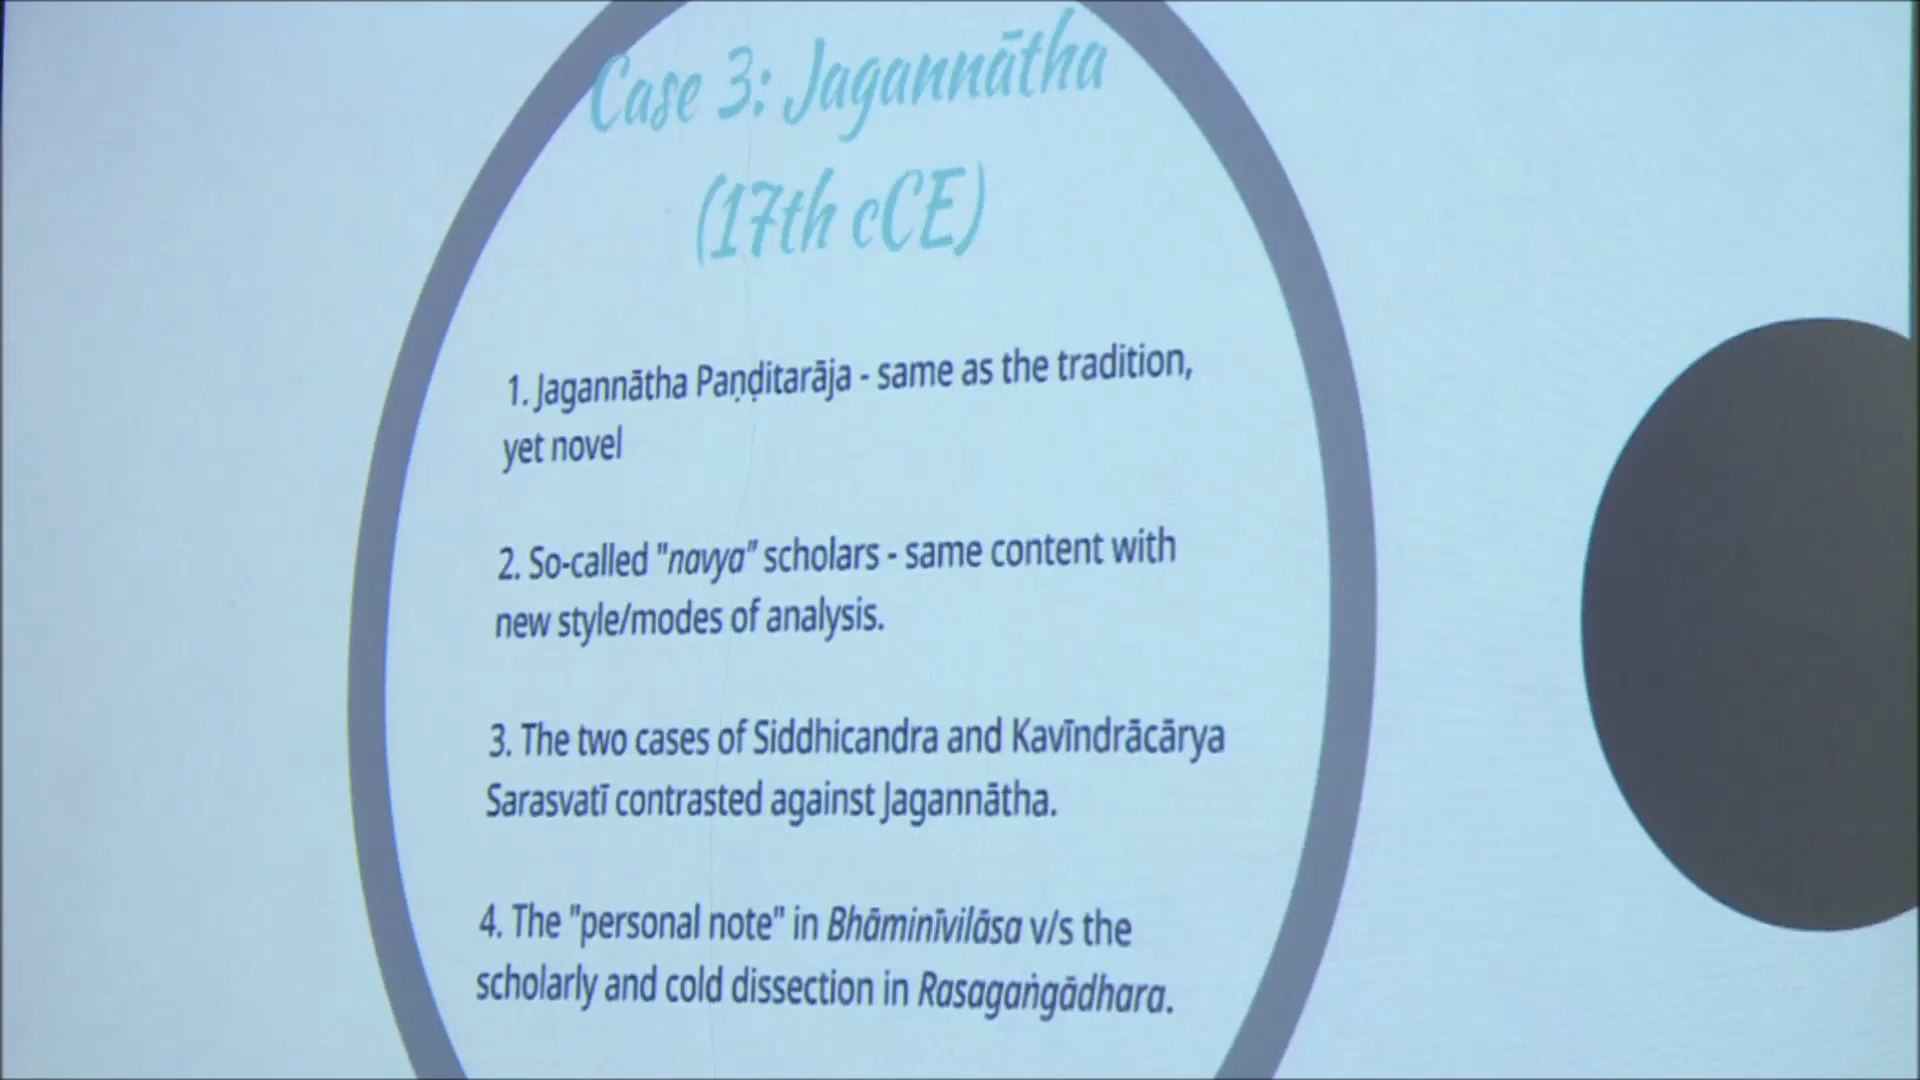 Case 3: Jagannātha
(17th cCE)
1. Jagannātha Paṇḍitarāja - same as the tradition,
yet novel
2. So-called "navya" scholars - same content with
new style/modes of analysis.
3. The two cases of Siddhicandra and Kavīndrācārya
Sarasvatī contrasted against Jagannātha.
4. The "personal note" in Bhāminīvilāsa v/s the
scholarly and cold dissection in Rasagaṅgādhara.